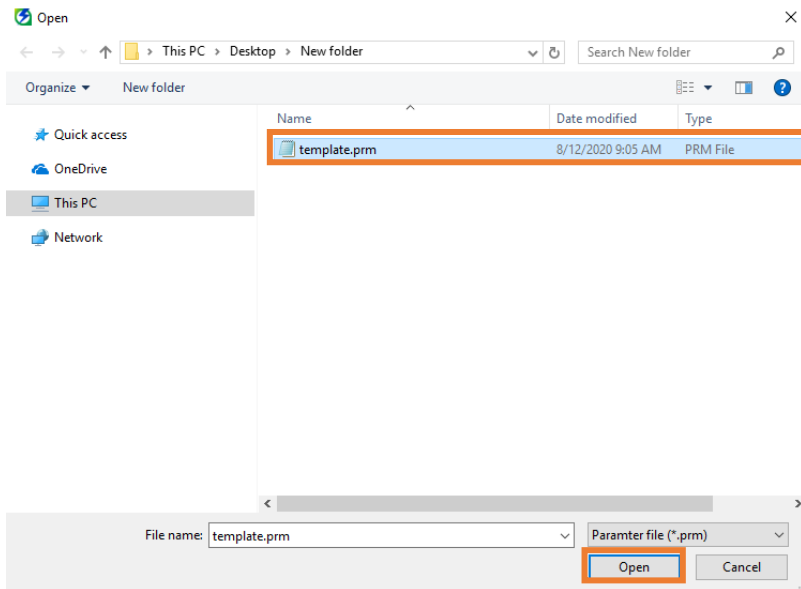 Open
This PC > Desktop > New folder
Search New folder
Organize
New folder
Name
Date modified
Type
Quick access
OneDrive
This PC
Network
template.prm
8/12/2020 9:05 AM
PRM File
File name:
template.prm
Paramter file (*.prm)
Open
Cancel